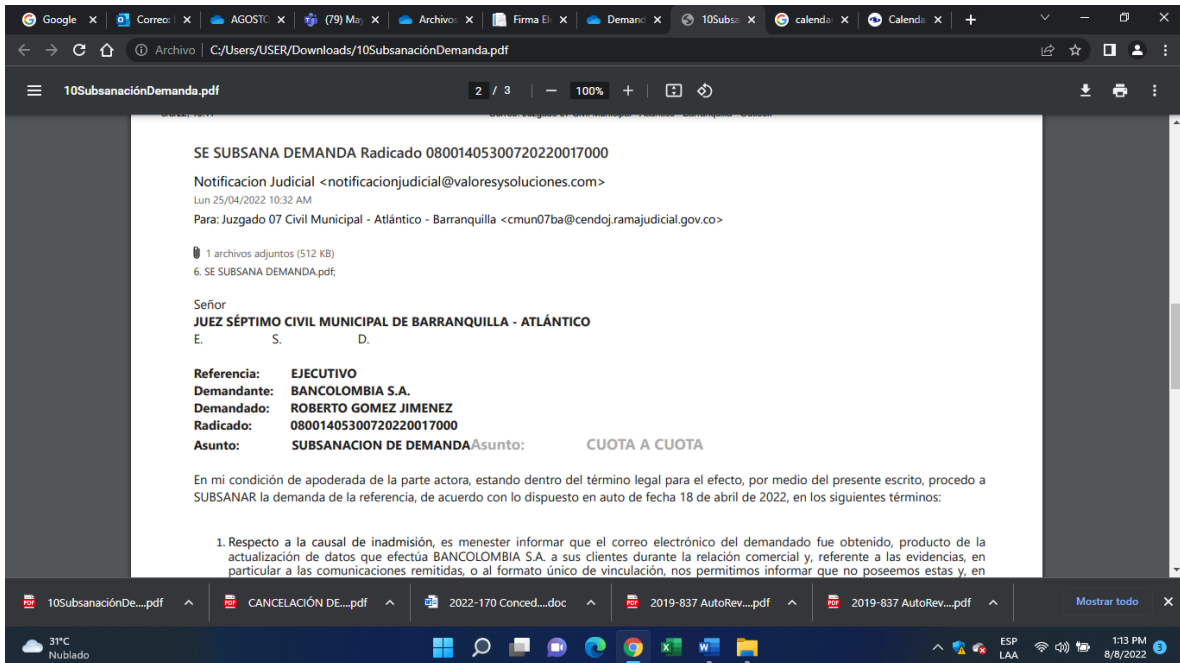 Google
Correo:
AGOSTO
(79) Ma
Archivo
Firma El
Demand
10Subsa
calenda
Calenda
Archivo | C:/Users/USER/Downloads/10SubsanaciónDemanda.pdf
10SubsanaciónDemanda.pdf
2 / 3 | − 100% +
SE SUBSANA DEMANDA Radicado 08001405300720220017000
Notificacion Judicial <notificacionjudicial@valoresysoluciones.com>
Lun 25/04/2022 10:32 AM
Para: Juzgado 07 Civil Municipal - Atlántico - Barranquilla <cmun07ba@cendoj.ramajudicial.gov.co>
1 archivos adjuntos (512 KB)
6. SE SUBSANA DEMANDA.pdf;
Señor
JUEZ SÉPTIMO CIVIL MUNICIPAL DE BARRANQUILLA - ATLÁNTICO
E. S. D.
Referencia: EJECUTIVO
Demandante: BANCOLOMBIA S.A.
Demandado: ROBERTO GOMEZ JIMENEZ
Radicado: 08001405300720220017000
Asunto: SUBSANACION DE DEMANDAAsunto: CUOTA A CUOTA
En mi condición de apoderada de la parte actora, estando dentro del término legal para el efecto, por medio del presente escrito, procedo a
SUBSANAR la demanda de la referencia, de acuerdo con lo dispuesto en auto de fecha 18 de abril de 2022, en los siguientes términos:
1. Respecto a la causal de inadmisión, es menester informar que el correo electrónico del demandado fue obtenido, producto de la
actualización de datos que efectúa BANCOLOMBIA S.A. a sus clientes durante la relación comercial y, referente a las evidencias, en
particular a las comunicaciones remitidas, o al formato único de vinculación, nos permitimos informar que no poseemos estas y, en
10SubsanaciónDe....pdf
CANCELACIÓN DE....pdf
2022-170 Conced....doc
2019-837 AutoRev....pdf
2019-837 AutoRev....pdf
Mostrar todo
31°C
Nublado
ESP
LAA
1:13 PM
8/8/2022
3